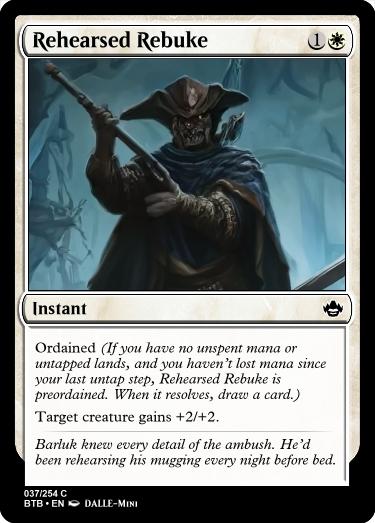 Rehearsed Rebuke 1
Instant
Ordained (If you have no unspent mana or
untapped lands, and you haven't lost mana since
your last untap step, Rehearsed Rebuke is
preordained. When it resolves, draw a card.)
Target creature gains +2/+2.
Barluk knew every detail of the ambush. He'd
been rehearsing his mugging every night before bed.
037/254 C
BTB • EN DALLE-Mini